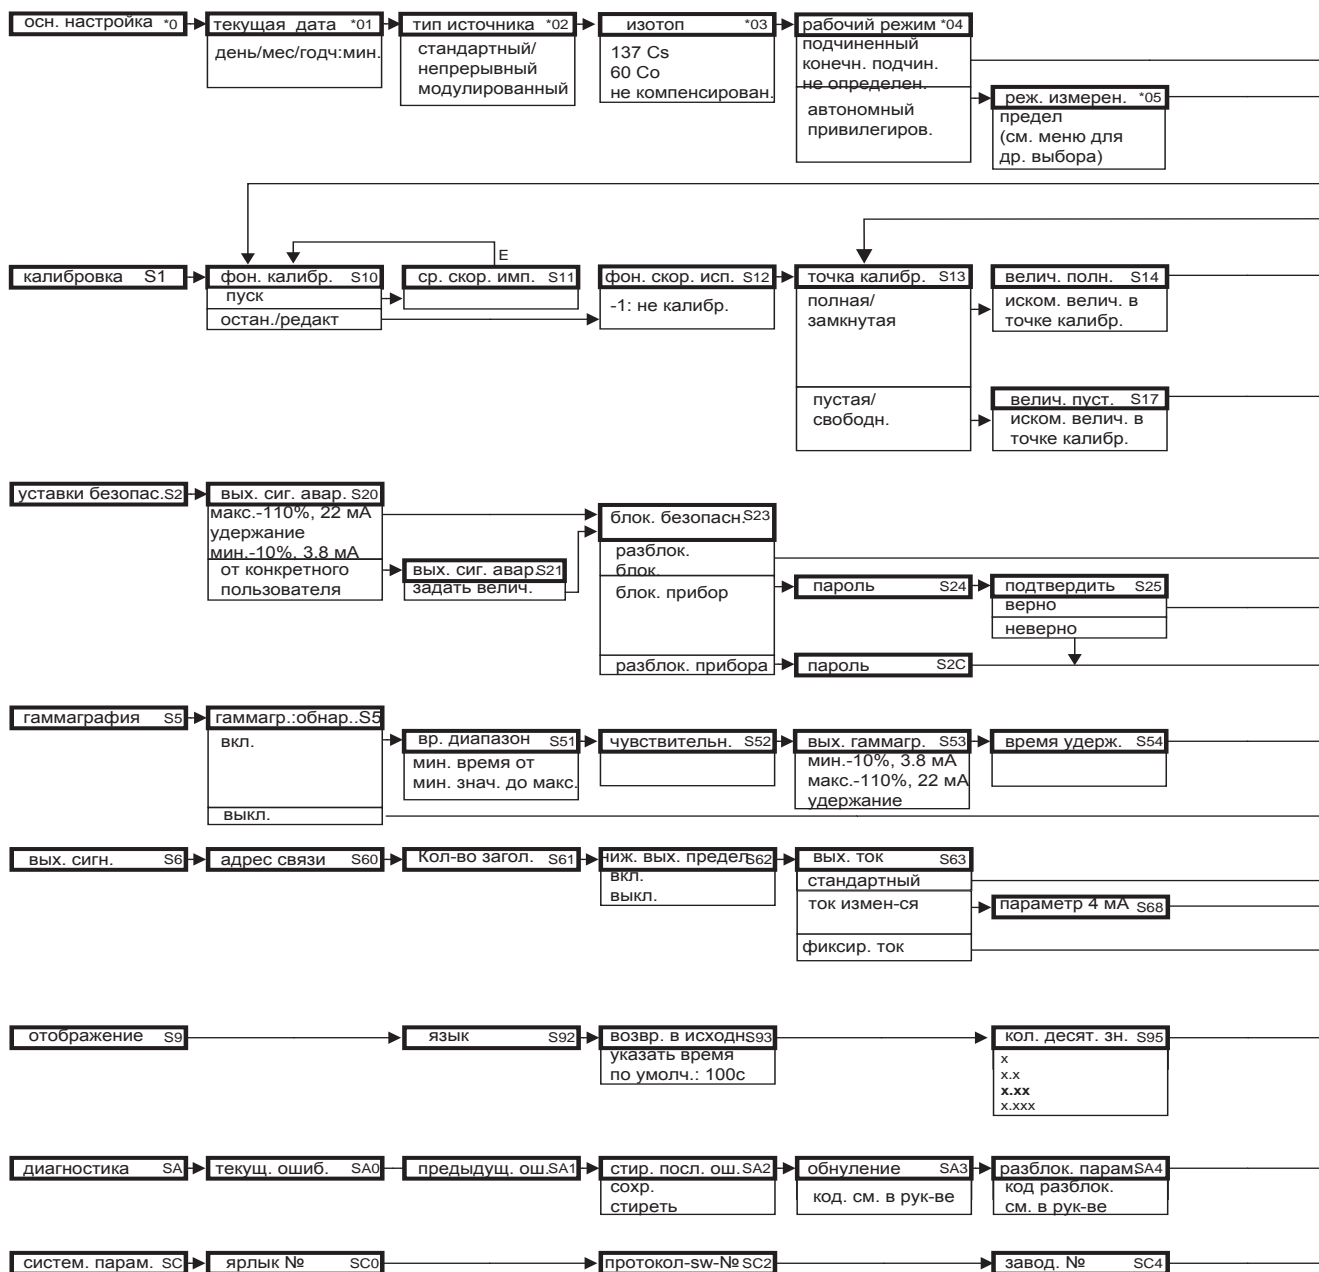 осн. настройка *0
текущая дата *01
день/мес/годч:мин.
тип источника *02
стандартный/
непрерывный
модулированный
изотоп *03
137 Cs
60 Co
не компенсирован.
рабочий режим *04
подчиненный
конечн. подчин.
не определен.
автономный
привилегиров.
реж. измерен. *05
предел
(см. меню для
др. выбора)
калибровка S1
фон. калибр. S10
пуск
остан./редакт
E
ср. скор. имп. S11
фон. скор. исп. S12
-1: не калибр.
точка калибр. S13
полная/
замкнутая
пустая/
свободн.
велич. полн. S14
иском. велич. в
точке калибр.
велич. пуст. S17
иском. велич. в
точке калибр.
уставки безопас. S2
вых. сиг. авар. S20
макс.-110%, 22 мА
удержание
мин.-10%, 3.8 мА
от конкретного
пользователя
вых. сиг. авар S21
задать велич.
блок. безопасн. S23
разблок.
блок.
блок. прибор
разблок. прибора
пароль S24
подтвердить S25
верно
неверно
пароль S2C
гаммаграфия S5
гаммагр.:обнар..S5
вкл.
выкл.
вр. диапазон S51
мин. время от
мин. знач. до макс.
чувствительн. S52
вых. гаммагр. S53
мин.-10%, 3.8 мА
макс.-110%, 22 мА
удержание
время удерж. S54
вых. сигн. S6
адрес связи S60
Кол-во загол. S61
ниж. вых. предел S62
вкл.
выкл.
вых. ток S63
стандартный
ток измен-ся
фиксир. ток
параметр 4 мА S68
отображение S9
язык S92
возвр. в исходн S93
указать время
по умолч.: 100с
кол. десят. зн. S95
x
x.x
x.xx
x.xxx
диагностика SA
текущ. ошиб. SA0
предыдущ. ош. SA1
стир. посл. ош. SA2
сохр.
стиреть
обнуление SA3
код. см. в рук-ве
разблок. парам SA4
код разблок.
см. в рук-ве
систем. парам. SC
ярлык № SC0
протокол-sw-№ SC2
завод. № SC4